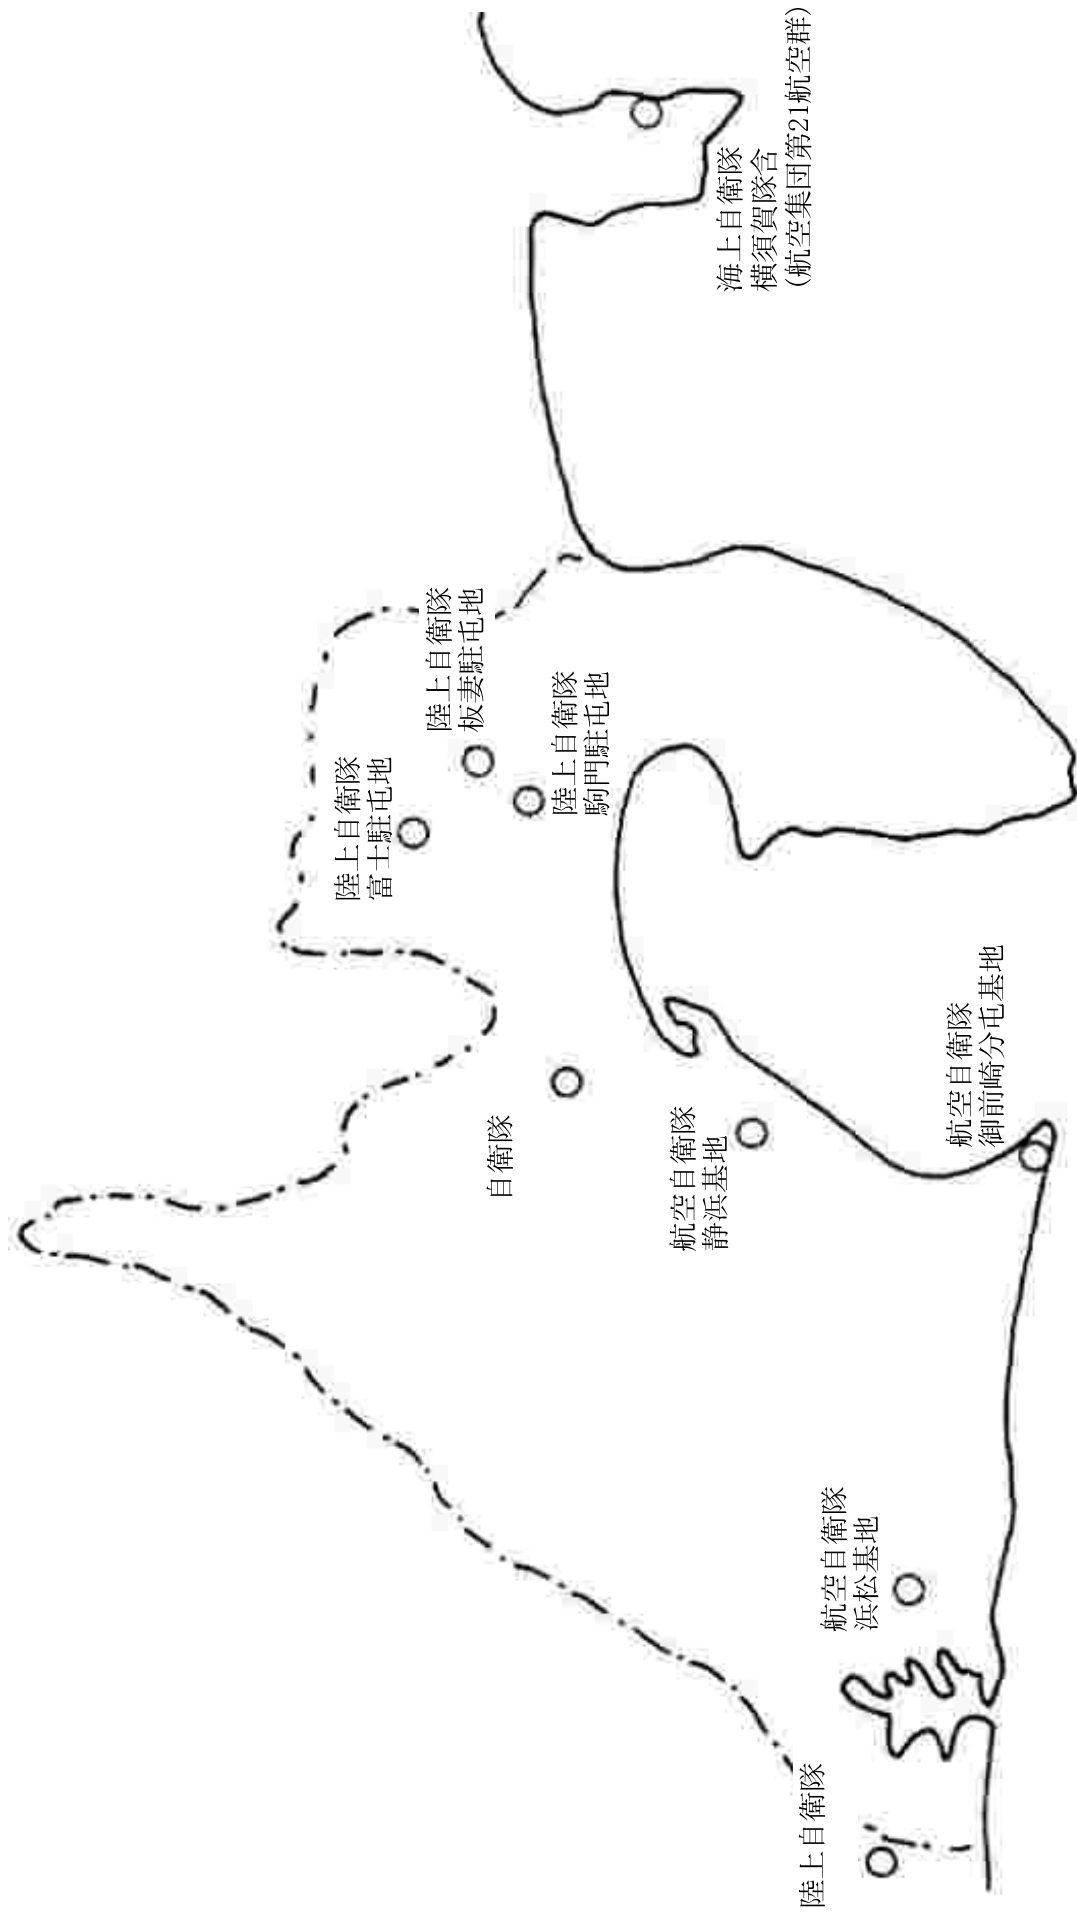 陸上自衛隊
富士駐屯地
陸上自衛隊
板妻駐屯地
陸上自衛隊
駒門駐屯地
海上自衛隊
横須賀隊含
(航空集団第21航空群)
自衛隊
航空自衛隊
静浜基地
航空自衛隊
御前崎分屯基地
航空自衛隊
浜松基地
陸上自衛隊